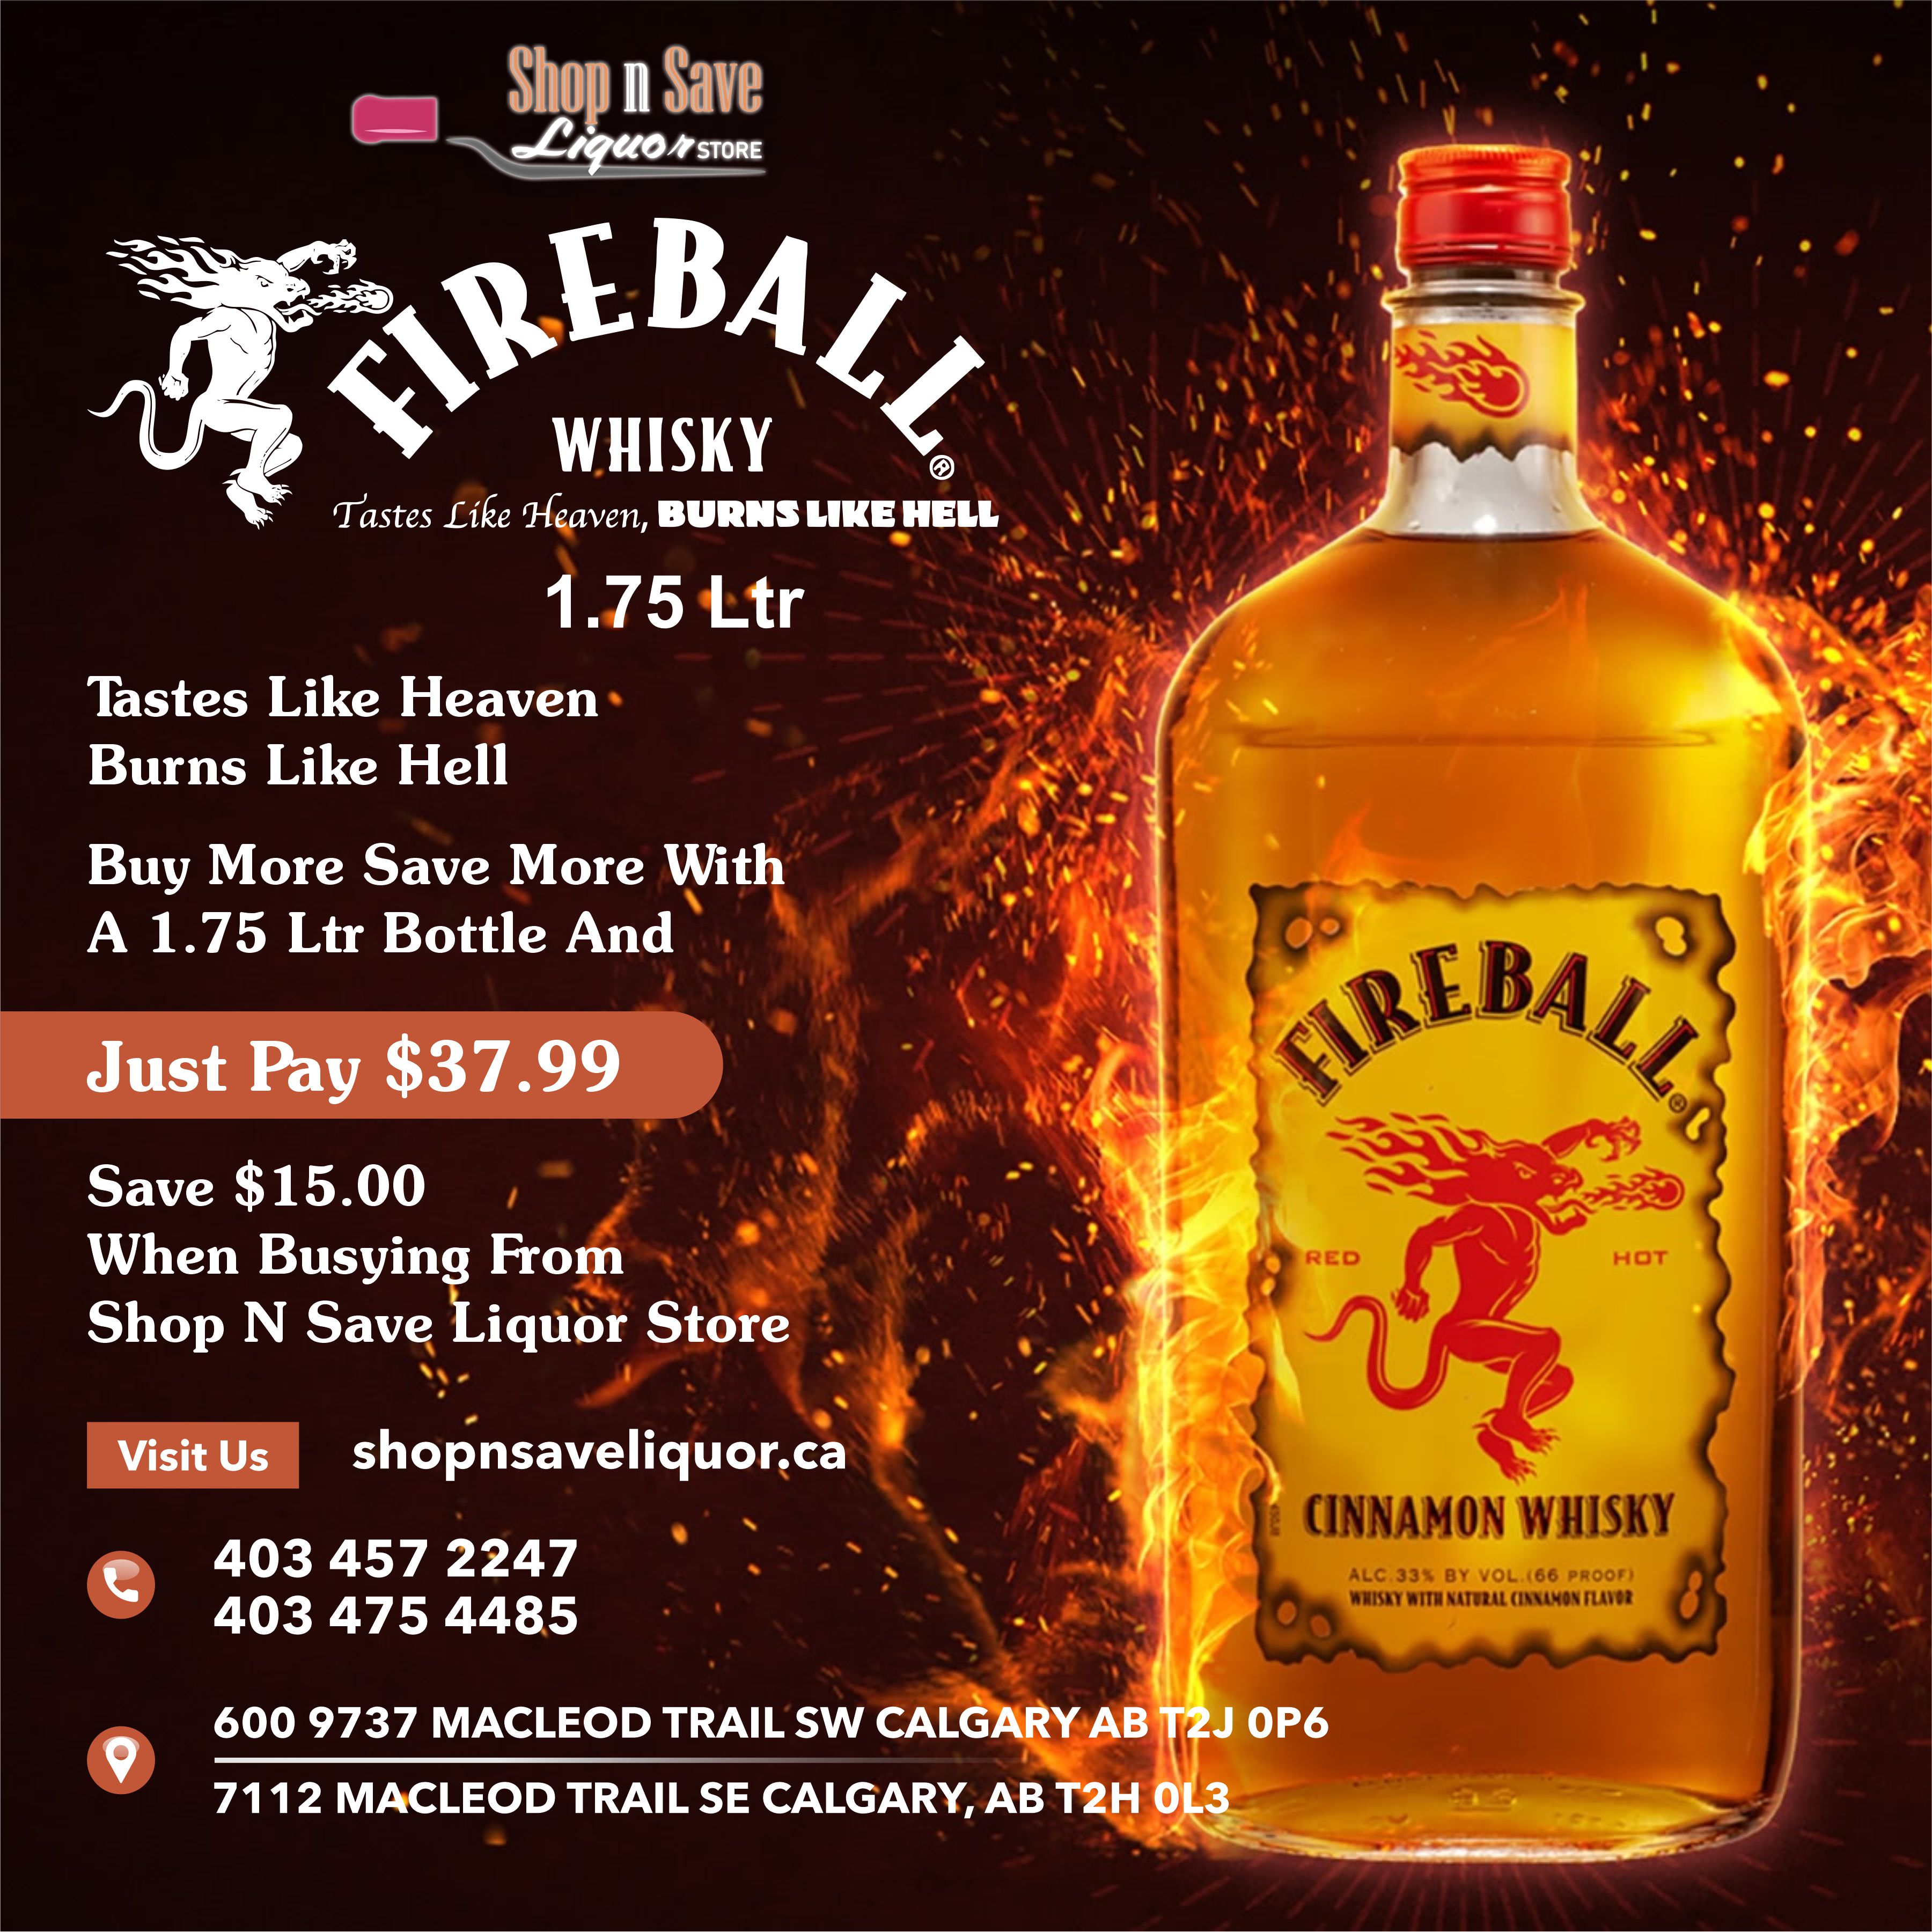 Shop n Save
Liquor STORE
FIREBALL
WHISKY
®
Tastes Like Heaven, BURNS LIKE HELL
1.75 Ltr
Tastes Like Heaven
Burns Like Hell
Buy More Save More With
A 1.75 Ltr Bottle And
Just Pay $37.99
Save $15.00
When Busying From
Shop N Save Liquor Store
Visit Us shopnsaveliquor.ca
403 457 2247
403 475 4485
600 9737 MACLEOD TRAIL SW CALGARY AB T2J 0P6
7112 MACLEOD TRAIL SE CALGARY, AB T2H 0L3
FIREBALL®
RED HOT
CINNAMON WHISKY
ALC.33% BY VOL.(66 PROOF)
WHISKY WITH NATURAL CINNAMON FLAVOR